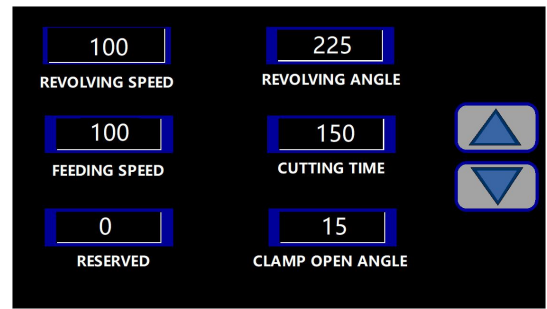 100 225
REVOLVING SPEED REVOLVING ANGLE
100 150
FEEDING SPEED CUTTING TIME
0 15
RESERVED CLAMP OPEN ANGLE